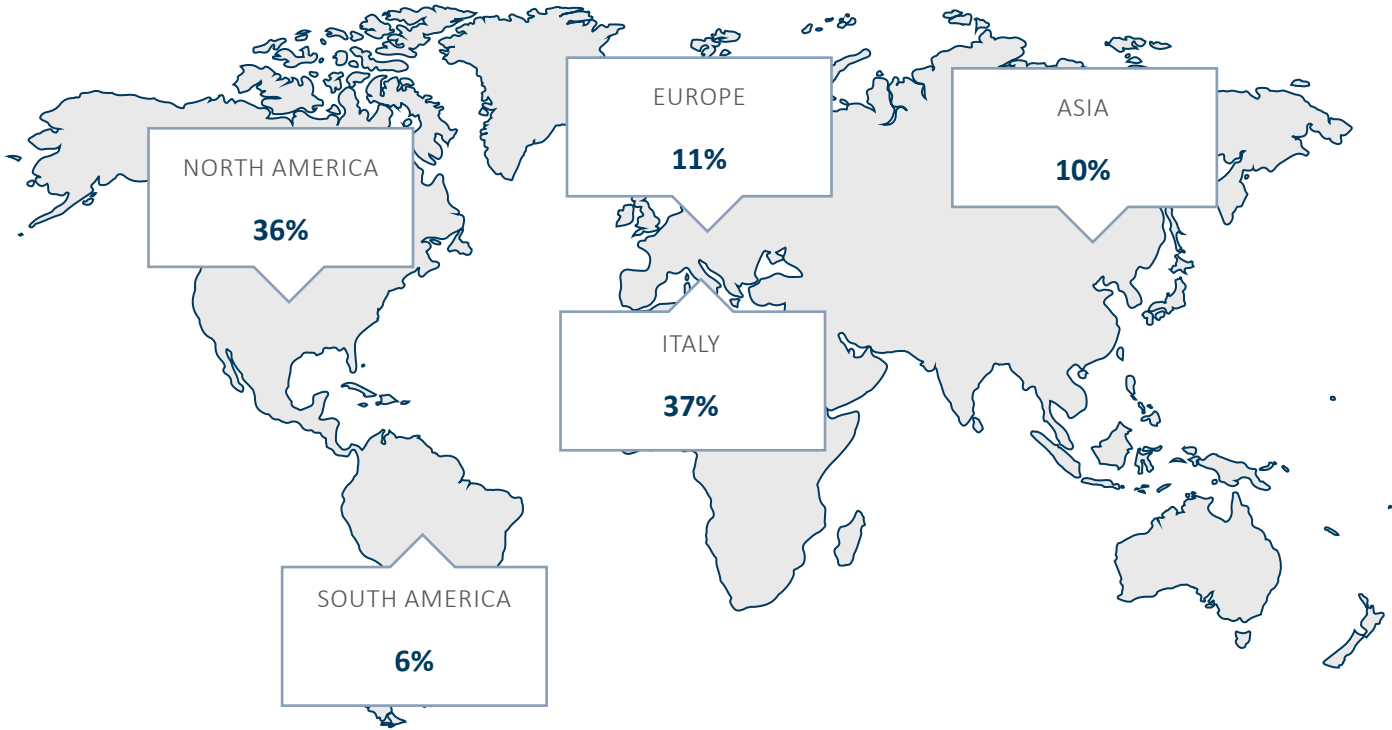 EUROPE
11%
ASIA
10%
NORTH AMERICA
36%
ITALY
37%
SOUTH AMERICA
6%